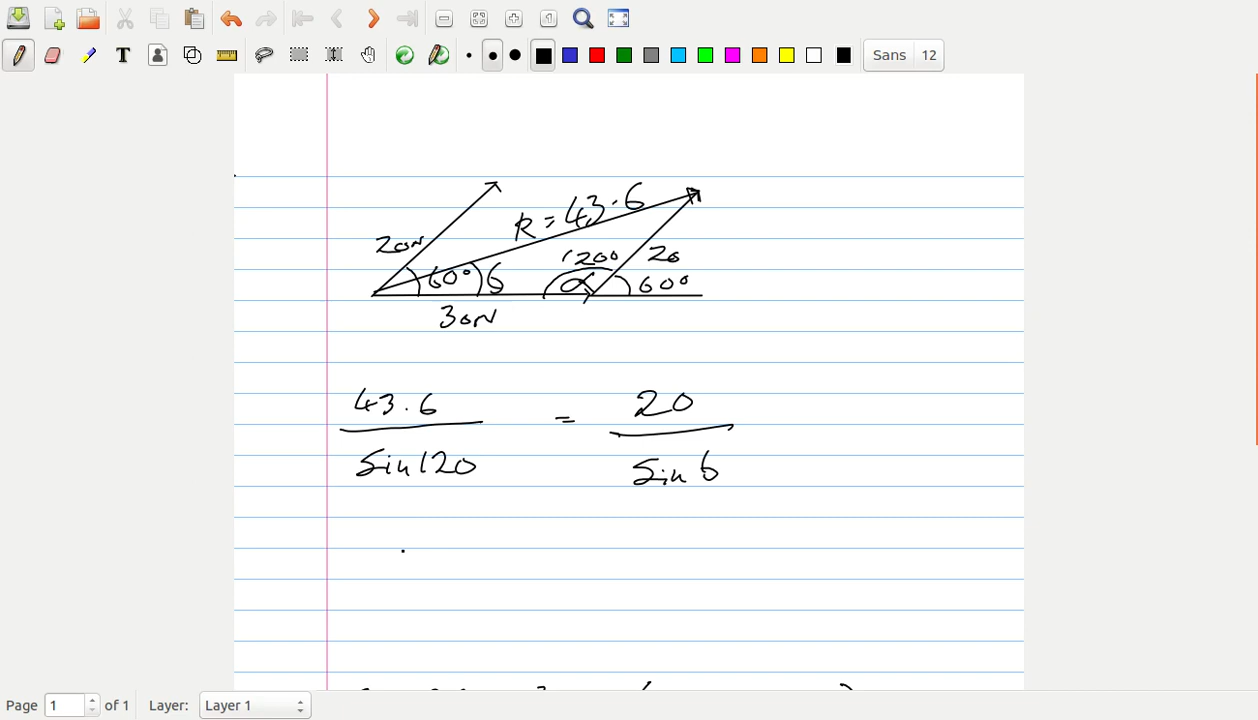 T Sans 12
R = 43.6
20N
120° 20
60° 6 α 60°
30N
43.6 = 20
sin 120 sin 6
Page 1 of 1 Layer: Layer 1